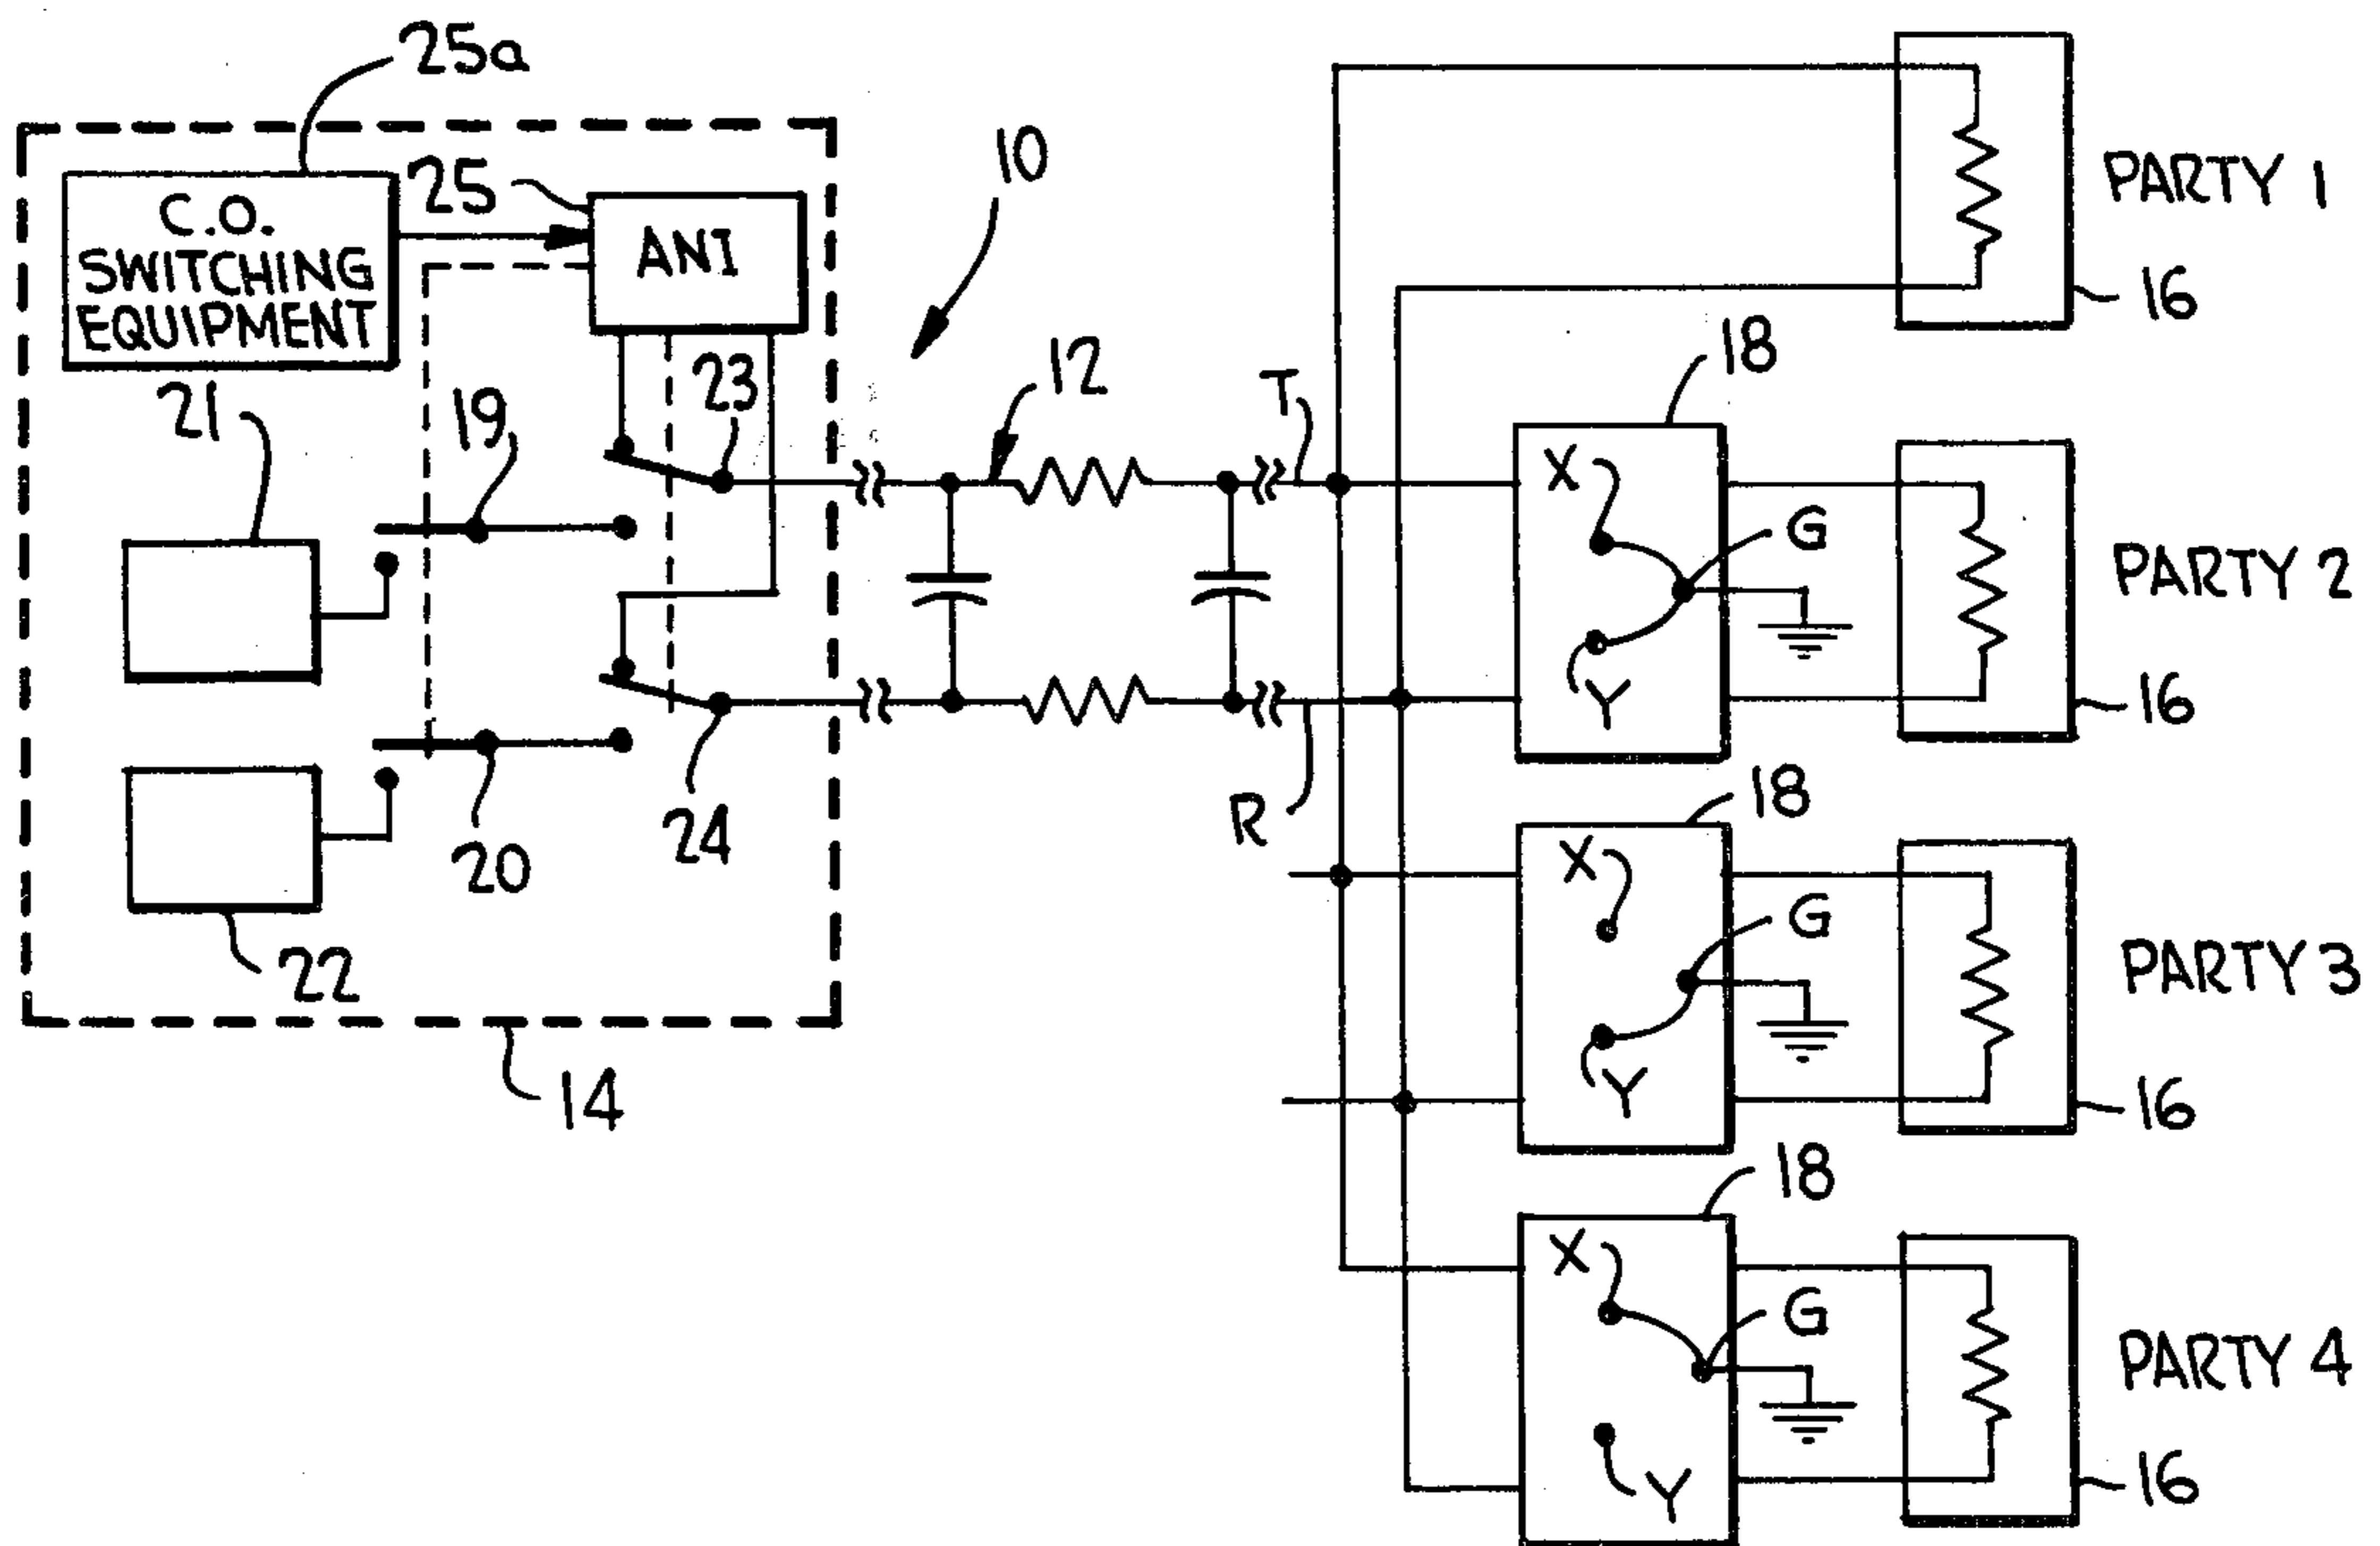 25a
10
C.O.
SWITCHING
EQUIPMENT
25
ANI
PARTY 1
16
21
19
23
12
T
18
X
G
Y
PARTY 2
16
20
24
R
18
X
G
Y
PARTY 3
16
22
14
18
X
G
Y
PARTY 4
16